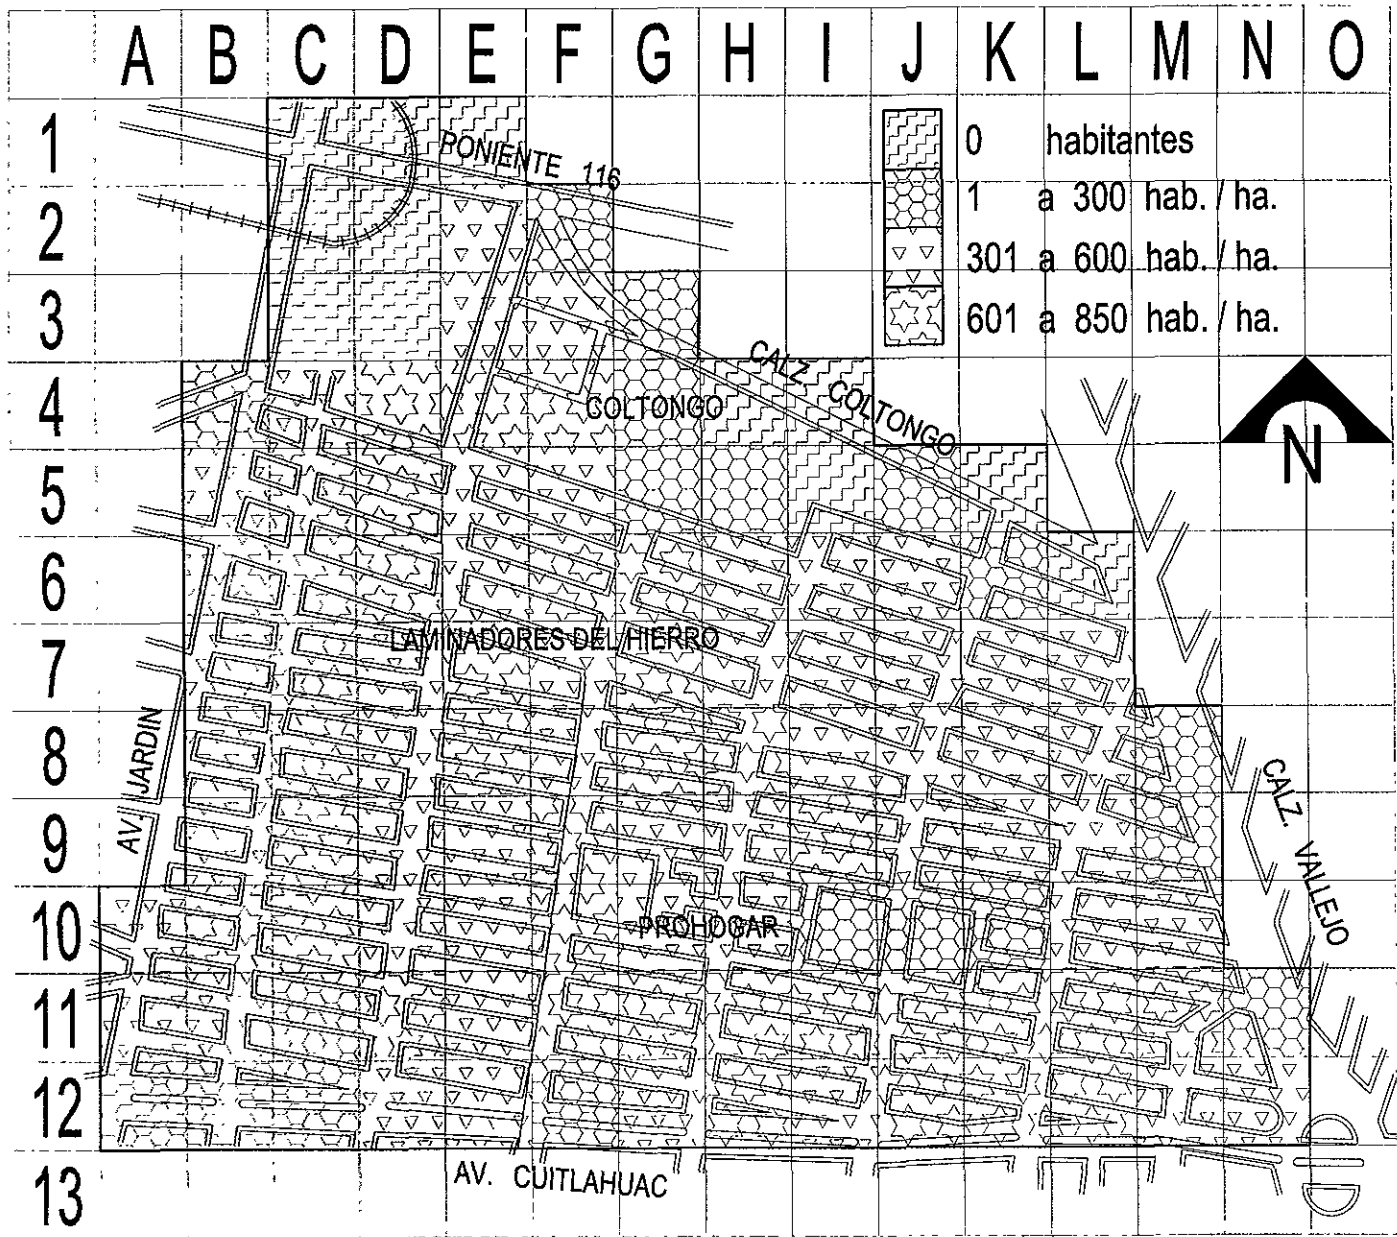 A B C D E F G H I J K L M N O
1
2
3
4
5
6
7
8
9
10
11
12
13
0 habitantes
1 a 300 hab. / ha.
301 a 600 hab. / ha.
601 a 850 hab. / ha.
PONIENTE 116
CALZ. COLTONGO
COLTONGO
N
LAMINADORES DEL HIERRO
AV. JARDIN
CALZ. VALLEJO
PROHOGAR
AV. CUITLAHUAC